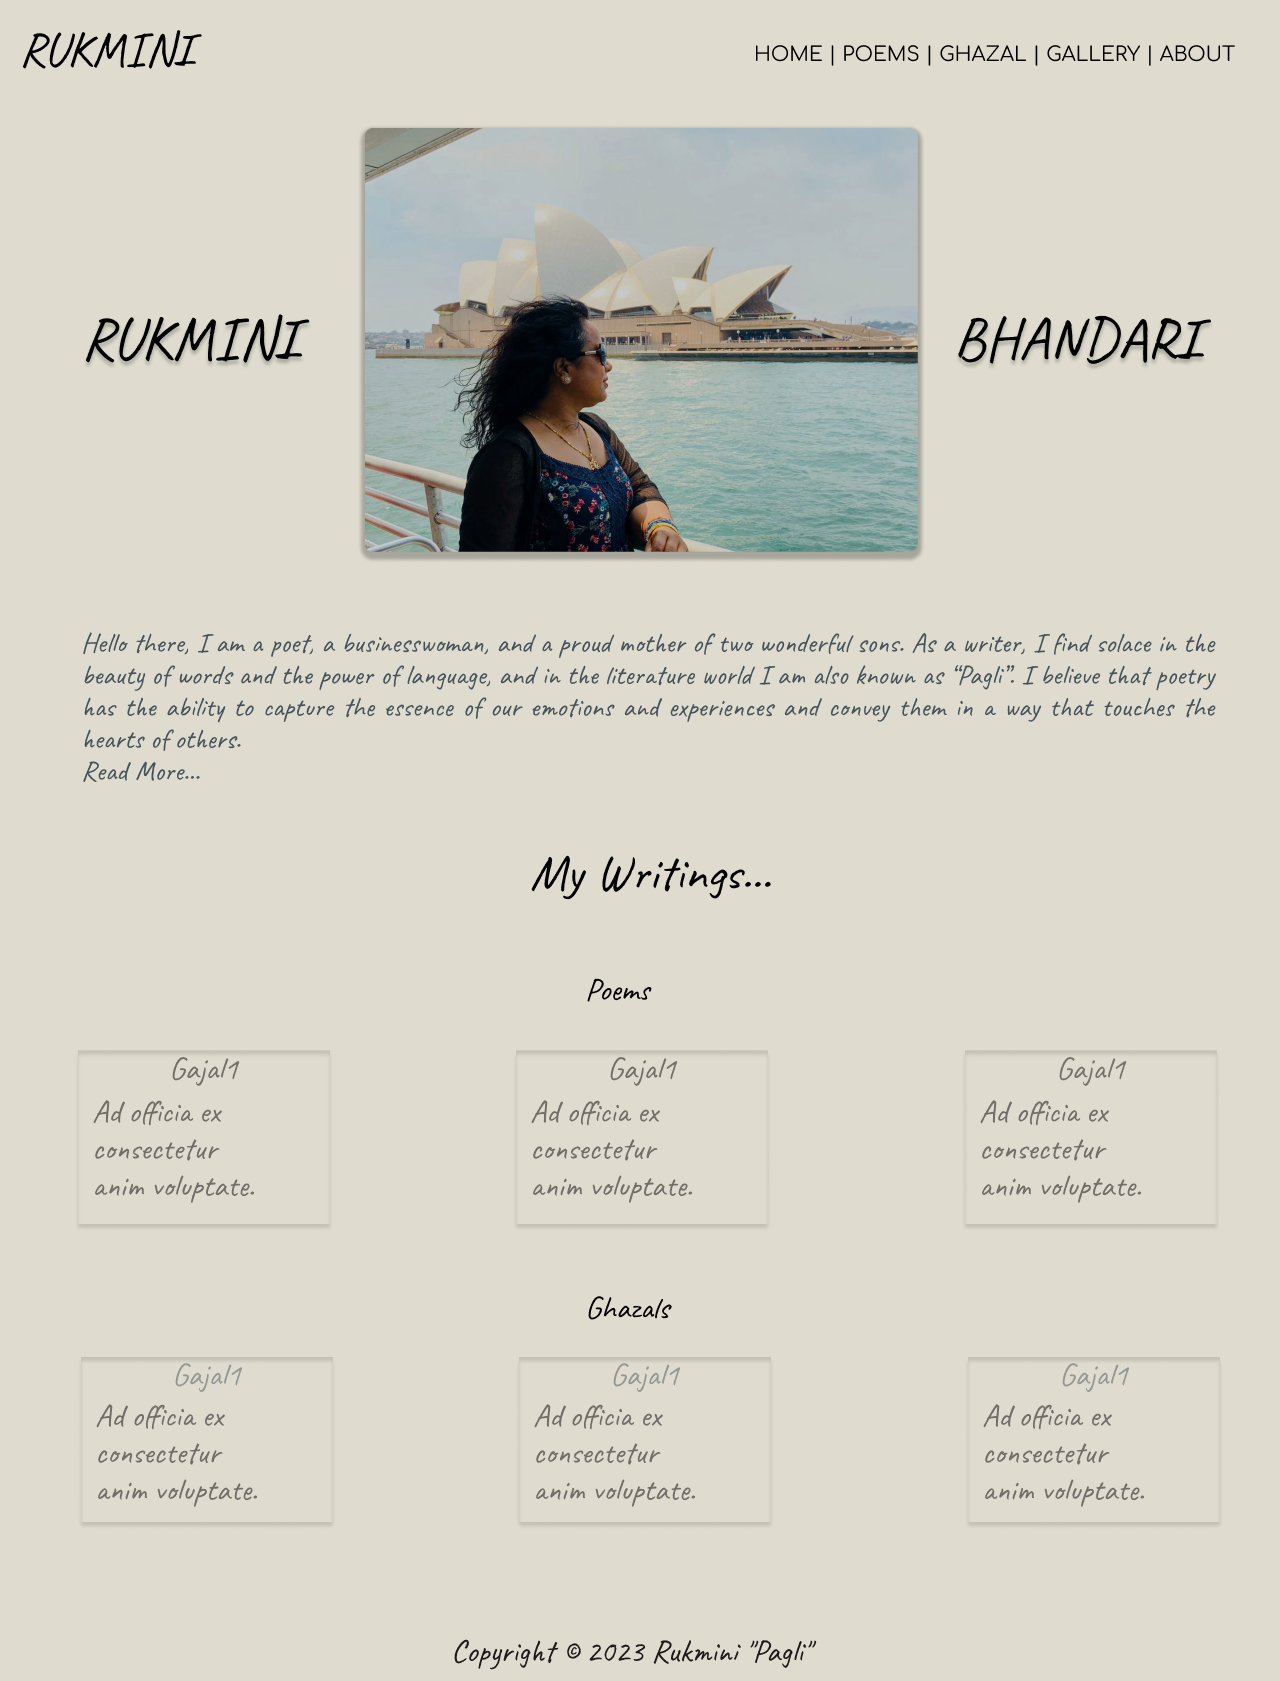 RUKMINI
HOME | POEMS | GHAZAL | GALLERY | ABOUT
RUKMINI
BHANDARI
Hello there, I am a poet, a businesswoman, and a proud mother of two wonderful sons. As a writer, I find solace in the
beauty of words and the power of language, and in the literature world I am also known as “Pagli”. I believe that poetry
has the ability to capture the essence of our emotions and experiences and convey them in a way that touches the
hearts of others.
Read More...
My Writings...
Poems
Gajal1
Ad officia ex
consectetur
anim voluptate.
Gajal1
Ad officia ex
consectetur
anim voluptate.
Gajal1
Ad officia ex
consectetur
anim voluptate.
Ghazals
Gajal1
Ad officia ex
consectetur
anim voluptate.
Gajal1
Ad officia ex
consectetur
anim voluptate.
Gajal1
Ad officia ex
consectetur
anim voluptate.
Copyright © 2023 Rukmini "Pagli"